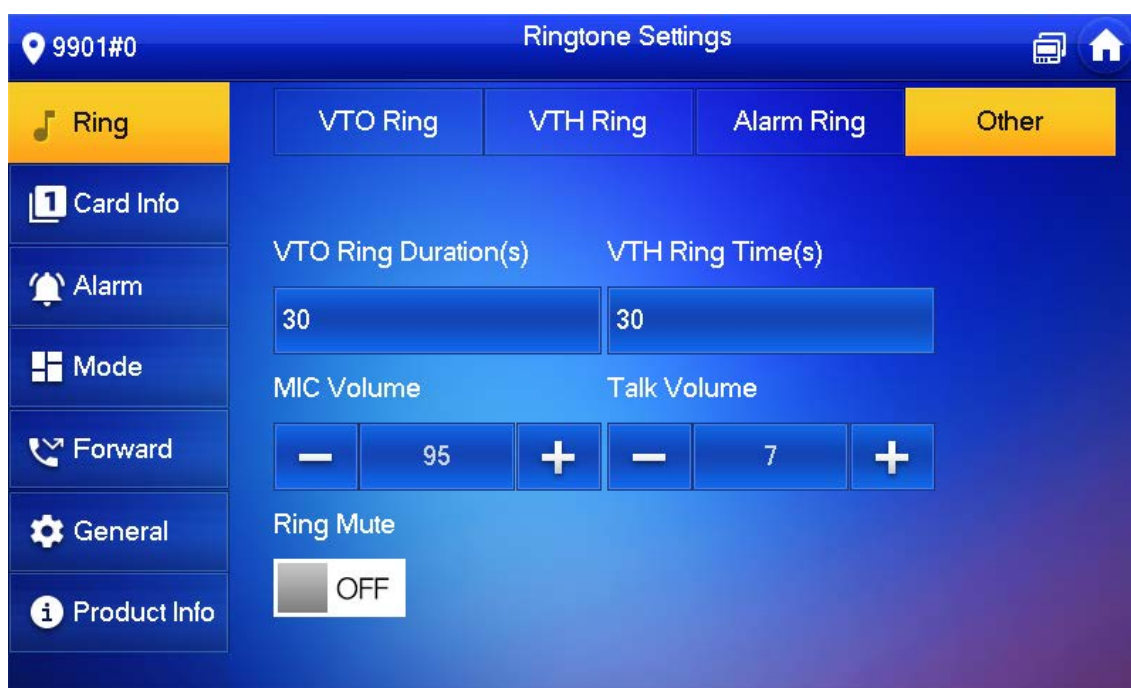 9901#0
Ringtone Settings
Ring
VTO Ring
VTH Ring
Alarm Ring
Other
1
Card Info
Alarm
Mode
Forward
General
i
Product Info
VTO Ring Duration(s)
VTH Ring Time(s)
30
30
MIC Volume
Talk Volume
95
7
Ring Mute
OFF